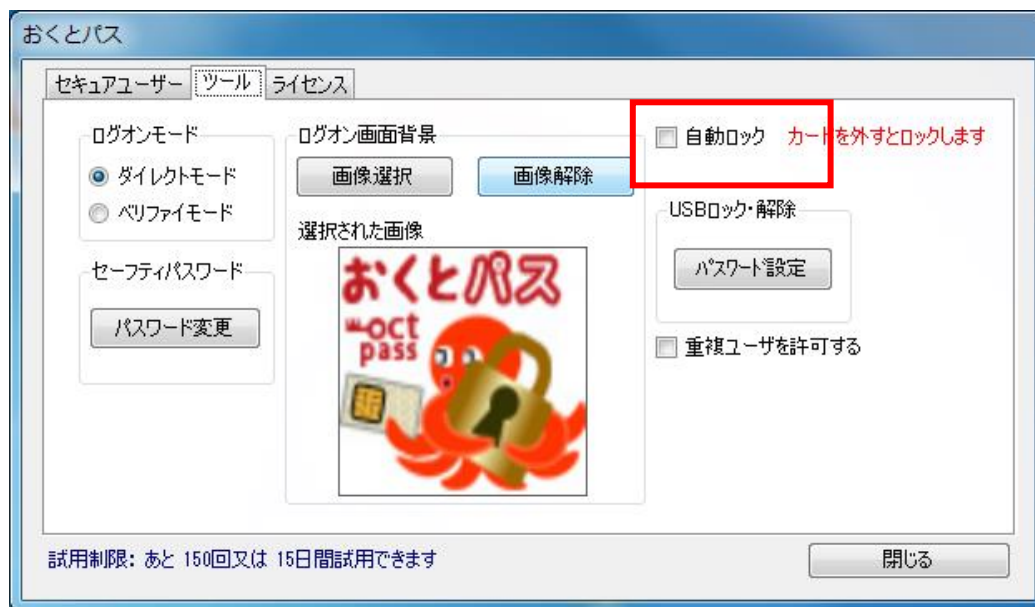 おくとパス
セキュアユーザー ツール ライセンス
ログオンモード
ダイレクトモード
ベリファイモード
セーフティパスワード
パスワード変更
ログオン画面背景
画像選択 画像解除
選択された画像
おくとパス
oct
pass
自動ロック カードを外すとロックします
USBロック・解除
パスワード設定
重複ユーザを許可する
試用制限: あと 150回又は 15日間試用できます
閉じる